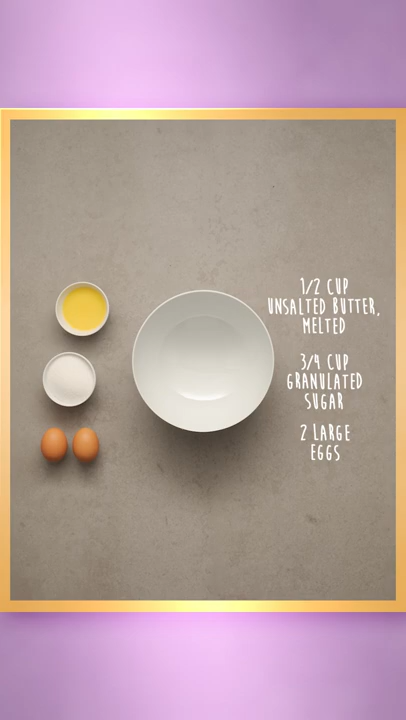 1/2 CUP
UNSALTED BUTTER,
MELTED
3/4 CUP
GRANULATED
SUGAR
2 LARGE
EGGS